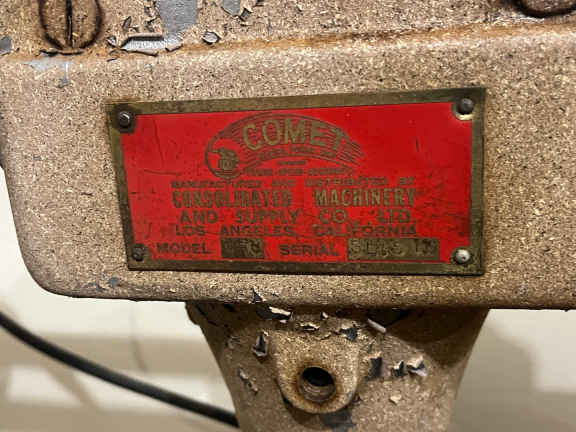 COMET
MANUFACTURED AND DISTRIBUTED BY
CONSOLIDATED MACHINERY
AND SUPPLY CO., LTD.
LOS ANGELES, CALIFORNIA
MODEL SERIAL